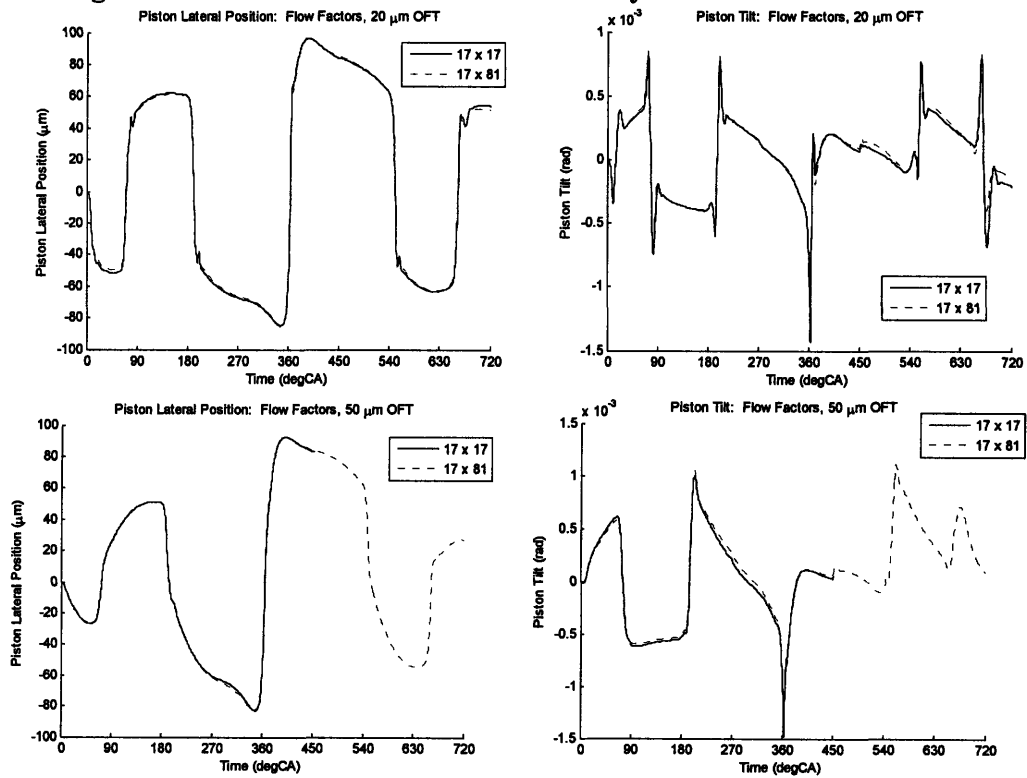 Piston Lateral Position: Flow Factors, 20 μm OFT
100
80
60
40
20
0
-20
-40
-60
-80
-100
Piston Lateral Position (μm)
17 x 17
17 x 81
0 90 180 270 360 450 540 630 720
Time (degCA)
Piston Tilt: Flow Factors, 20 μm OFT
x 10⁻³
1
0.5
0
-0.5
-1
-1.5
Piston Tilt (rad)
17 x 17
17 x 81
0 90 180 270 360 450 540 630 720
Time (degCA)
Piston Lateral Position: Flow Factors, 50 μm OFT
100
80
60
40
20
0
-20
-40
-60
-80
-100
Piston Lateral Position (μm)
17 x 17
17 x 81
0 90 180 270 360 450 540 630 720
Time (degCA)
Piston Tilt: Flow Factors, 50 μm OFT
x 10⁻³
1.5
1
0.5
0
-0.5
-1
-1.5
Piston Tilt (rad)
17 x 17
17 x 81
0 90 180 270 360 450 540 630 720
Time (degCA)